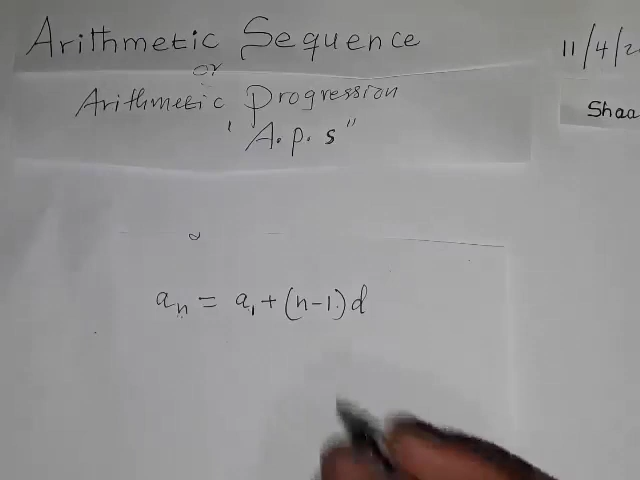 Arithmetic Sequence
or
Arithmetic Progression
"A.p.s"
11/4/2
Shaa
aₙ = a₁ + (n-1)d